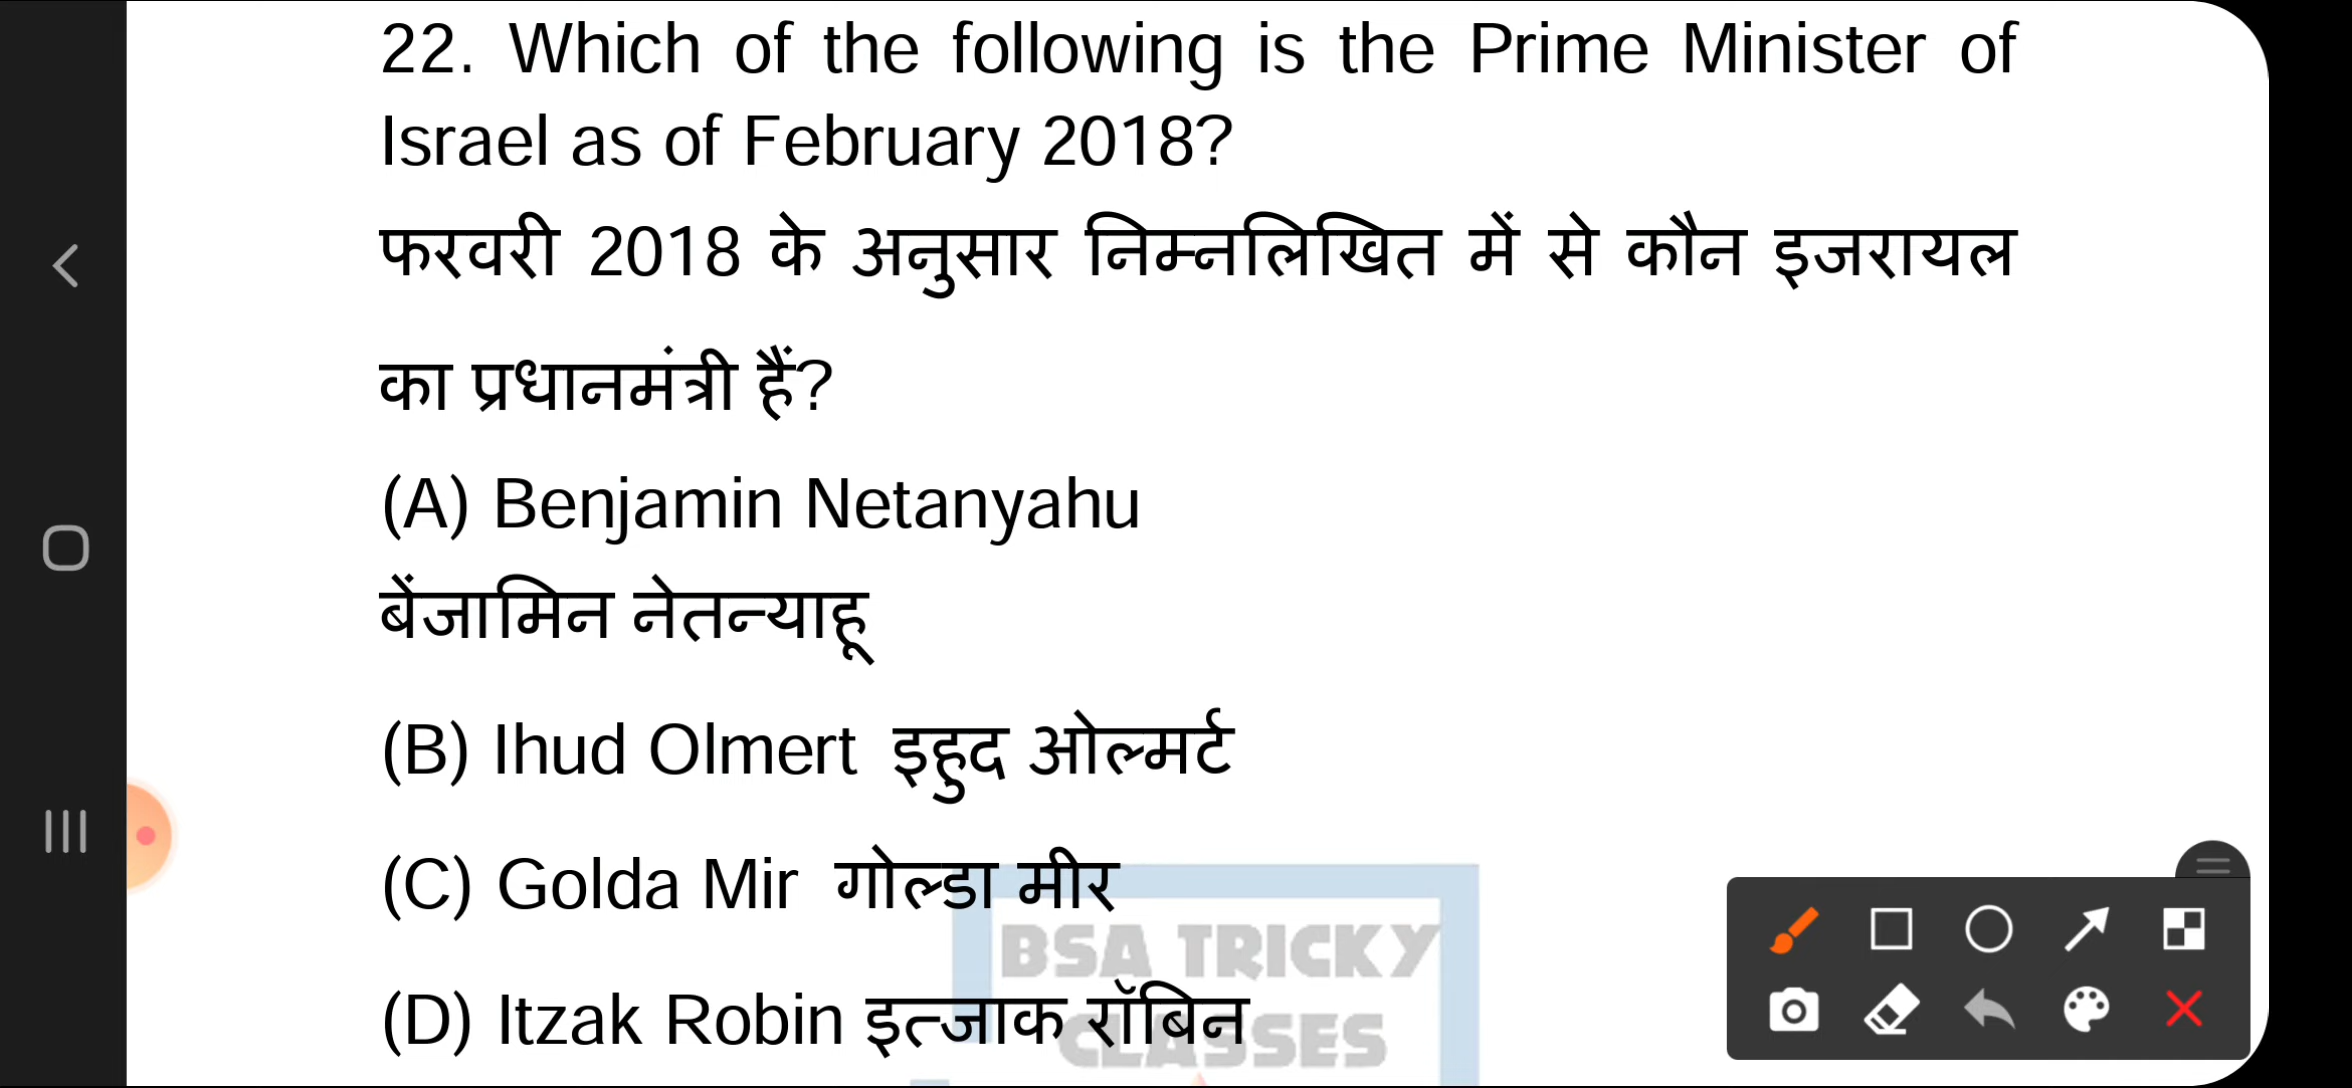 22. Which of the following is the Prime Minister of
Israel as of February 2018?
फरवरी 2018 के अनुसार निम्नलिखित में से कौन इजरायल
का प्रधानमंत्री हैं?
(A) Benjamin Netanyahu
बेंजामिन नेतन्याहू
(B) Ihud Olmert इहुद ओल्मर्ट
(C) Golda Mir गोल्डा मीर
BSA TRICKY
(D) Itzak Robin इत्जाक रॉबिन
CLASSES